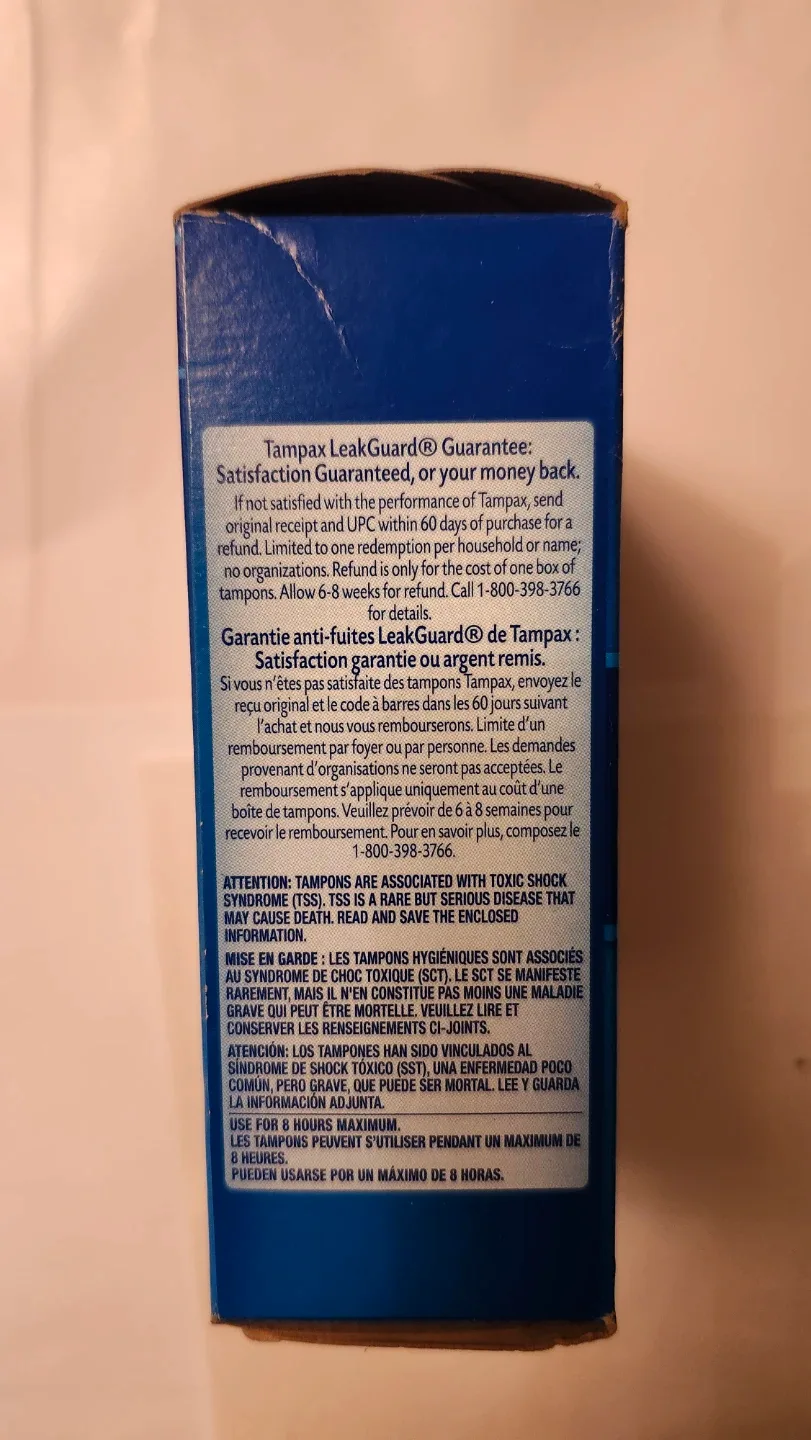 Tampax LeakGuard® Guarantee:
Satisfaction Guaranteed, or your money back.
If not satisfied with the performance of Tampax, send
original receipt and UPC within 60 days of purchase for a
refund. Limited to one redemption per household or name;
no organizations. Refund is only for the cost of one box of
tampons. Allow 6-8 weeks for refund. Call 1-800-398-3766
for details.
Garantie anti-fuites LeakGuard® de Tampax :
Satisfaction garantie ou argent remis.
Si vous n'êtes pas satisfaite des tampons Tampax, envoyez le
reçu original et le code à barres dans les 60 jours suivant
l'achat et nous vous rembourserons. Limite d'un
remboursement par foyer ou par personne. Les demandes
provenant d'organisations ne seront pas acceptées. Le
remboursement s'applique uniquement au coût d'une
boîte de tampons. Veuillez prévoir de 6 à 8 semaines pour
recevoir le remboursement. Pour en savoir plus, composez le
1-800-398-3766.
ATTENTION: TAMPONS ARE ASSOCIATED WITH TOXIC SHOCK
SYNDROME (TSS). TSS IS A RARE BUT SERIOUS DISEASE THAT
MAY CAUSE DEATH. READ AND SAVE THE ENCLOSED
INFORMATION.
MISE EN GARDE : LES TAMPONS HYGIÉNIQUES SONT ASSOCIÉS
AU SYNDROME DE CHOC TOXIQUE (SCT). LE SCT SE MANIFESTE
RAREMENT, MAIS IL N'EN CONSTITUE PAS MOINS UNE MALADIE
GRAVE QUI PEUT ÊTRE MORTELLE. VEUILLEZ LIRE ET
CONSERVER LES RENSEIGNEMENTS CI-JOINTS.
ATENCIÓN: LOS TAMPONES HAN SIDO VINCULADOS AL
SÍNDROME DE SHOCK TÓXICO (SST), UNA ENFERMEDAD POCO
COMÚN, PERO GRAVE, QUE PUEDE SER MORTAL. LEE Y GUARDA
LA INFORMACIÓN ADJUNTA.
USE FOR 8 HOURS MAXIMUM.
LES TAMPONS PEUVENT S'UTILISER PENDANT UN MAXIMUM DE
8 HEURES.
PUEDEN USARSE POR UN MÁXIMO DE 8 HORAS.